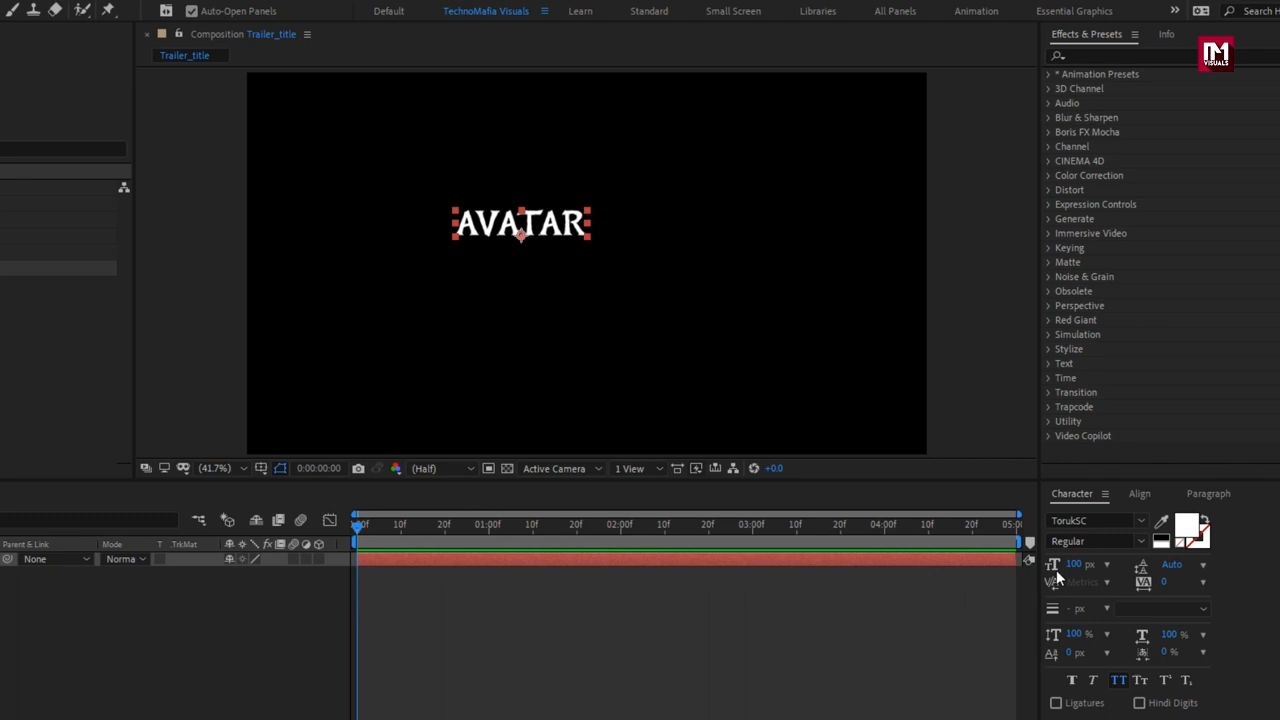 Auto-Open Panels
Default
TechnoMafia Visuals
Learn
Standard
Small Screen
Libraries
All Panels
Animation
Essential Graphics
Search H
Composition Trailer_title
Trailer_title
AVATAR
Effects & Presets
Info
VISUALS
* Animation Presets
3D Channel
Audio
Blur & Sharpen
Boris FX Mocha
Channel
CINEMA 4D
Color Correction
Distort
Expression Controls
Generate
Immersive Video
Keying
Matte
Noise & Grain
Obsolete
Perspective
Red Giant
Simulation
Stylize
Text
Time
Transition
Trapcode
Utility
Video Copilot
(41.7%)
0:00:00:00
(Half)
Active Camera
1 View
+0.0
Character
Align
Paragraph
TorukSC
Regular
100 px
Auto
Metrics
0
- px
100 %
100 %
0 px
0 %
Ligatures
Hindi Digits
Parent & Link
Mode
T .TrkMat
None
Norma
:00f 10f 20f 01:00f 10f 20f 02:00f 10f 20f 03:00f 10f 20f 04:00f 10f 20f 05:0